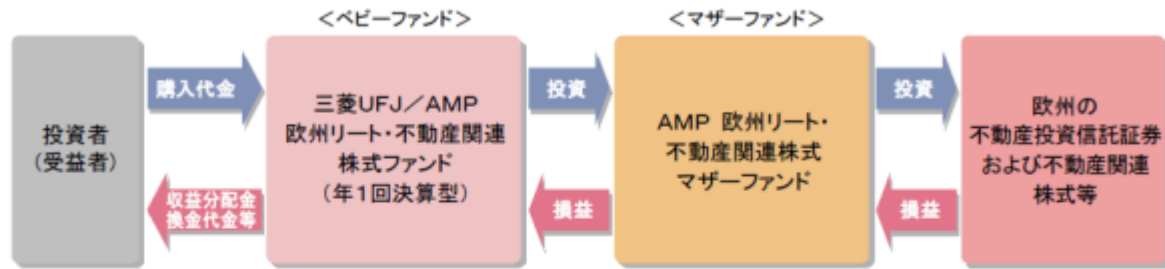 ＜ベビーファンド＞
＜マザーファンド＞
投資者
（受益者）
購入代金
収益分配金
換金代金等
三菱ＵＦＪ／ＡＭＰ
欧州リート・不動産関連
株式ファンド
（年１回決算型）
投資
損益
ＡＭＰ 欧州リート・
不動産関連株式
マザーファンド
投資
損益
欧州の
不動産投資信託証券
および不動産関連
株式等